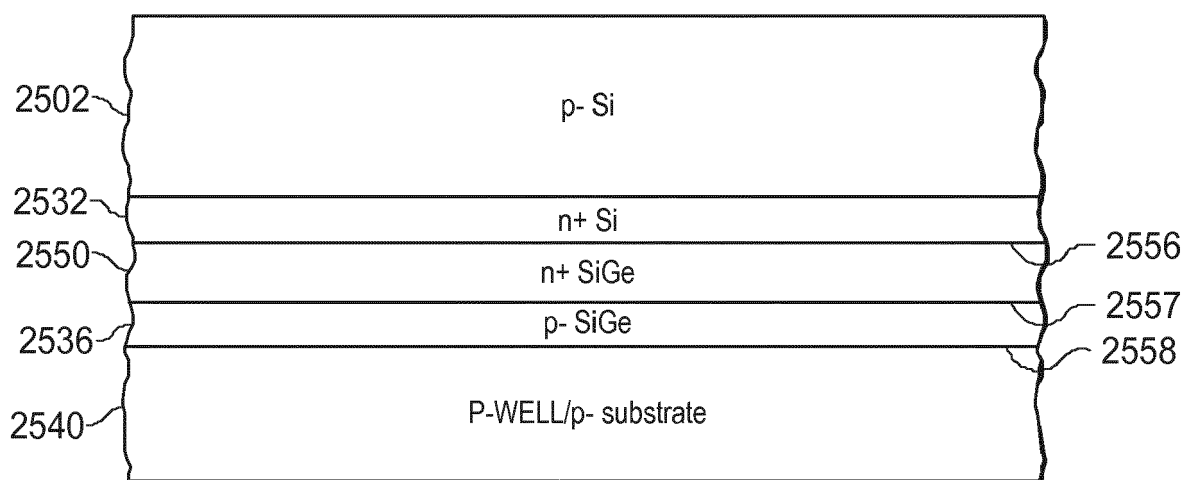 2502
p- Si
2532
n+ Si
2550
n+ SiGe
2556
2536
p- SiGe
2557
2558
2540
P-WELL/p- substrate